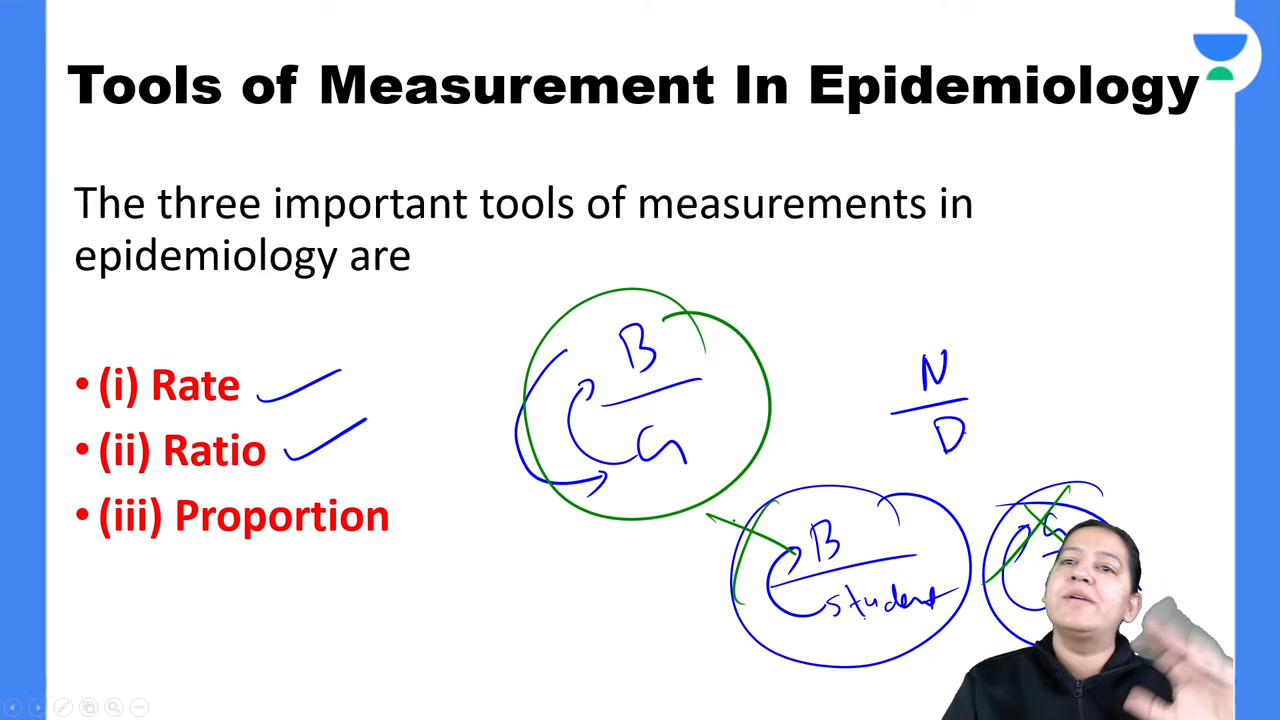 Tools of Measurement In Epidemiology
The three important tools of measurements in
epidemiology are
•(i) Rate
•(ii) Ratio
•(iii) Proportion
B
G
N
D
B
student